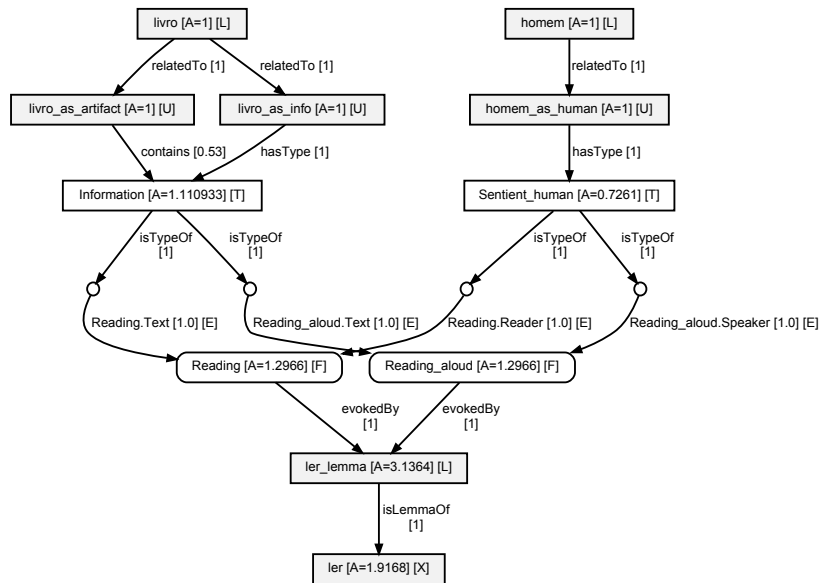 livro [A=1] [L]
homem [A=1] [L]
relatedTo [1]
relatedTo [1]
relatedTo [1]
livro_as_artifact [A=1] [U]
livro_as_info [A=1] [U]
homem_as_human [A=1] [U]
contains [0.53]
hasType [1]
hasType [1]
Information [A=1.110933] [T]
Sentient_human [A=0.7261] [T]
isTypeOf
[1]
isTypeOf
[1]
isTypeOf
[1]
isTypeOf
[1]
Reading.Text [1.0] [E]
Reading_aloud.Text [1.0] [E]
Reading.Reader [1.0] [E]
Reading_aloud.Speaker [1.0] [E]
Reading [A=1.2966] [F]
Reading_aloud [A=1.2966] [F]
evokedBy
[1]
evokedBy
[1]
ler_lemma [A=3.1364] [L]
isLemmaOf
[1]
ler [A=1.9168] [X]